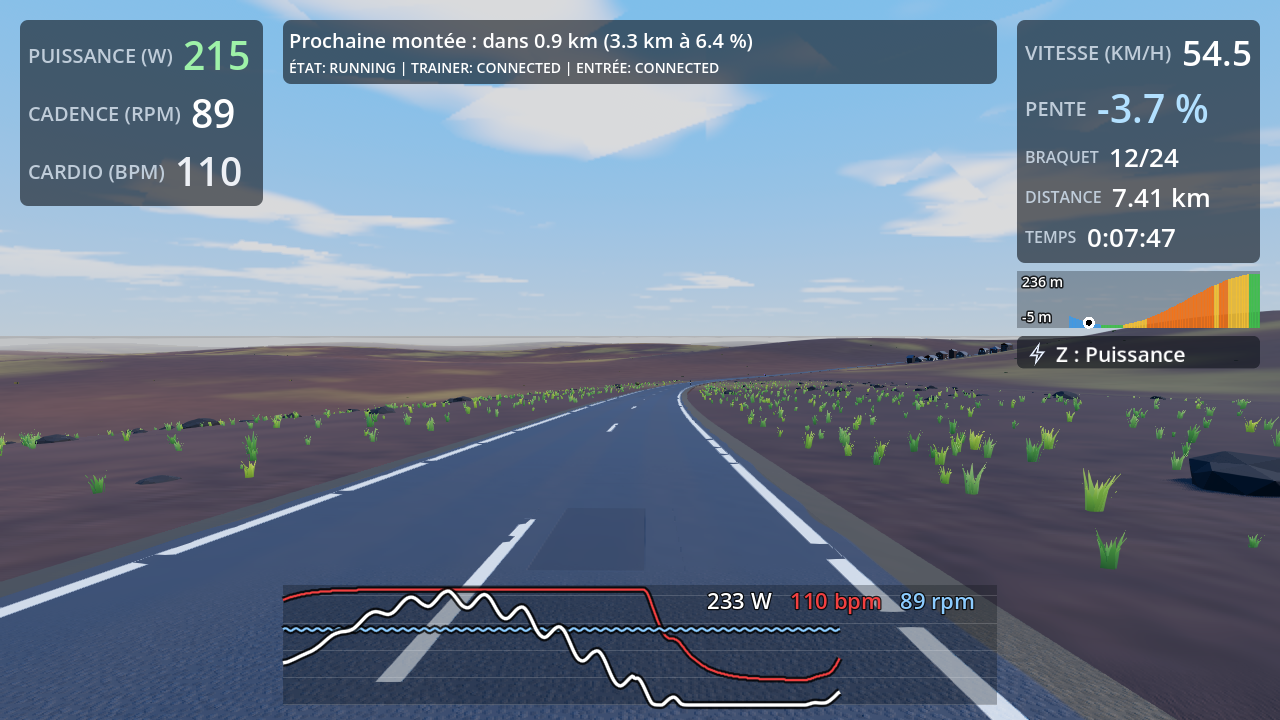 PUISSANCE (W) 215
CADENCE (RPM) 89
CARDIO (BPM) 110
Prochaine montée : dans 0.9 km (3.3 km à 6.4 %)
ÉTAT: RUNNING | TRAINER: CONNECTED | ENTRÉE: CONNECTED
VITESSE (KM/H) 54.5
PENTE -3.7 %
BRAQUET 12/24
DISTANCE 7.41 km
TEMPS 0:07:47
236 m
-5 m
Z : Puissance
233 W 110 bpm 89 rpm